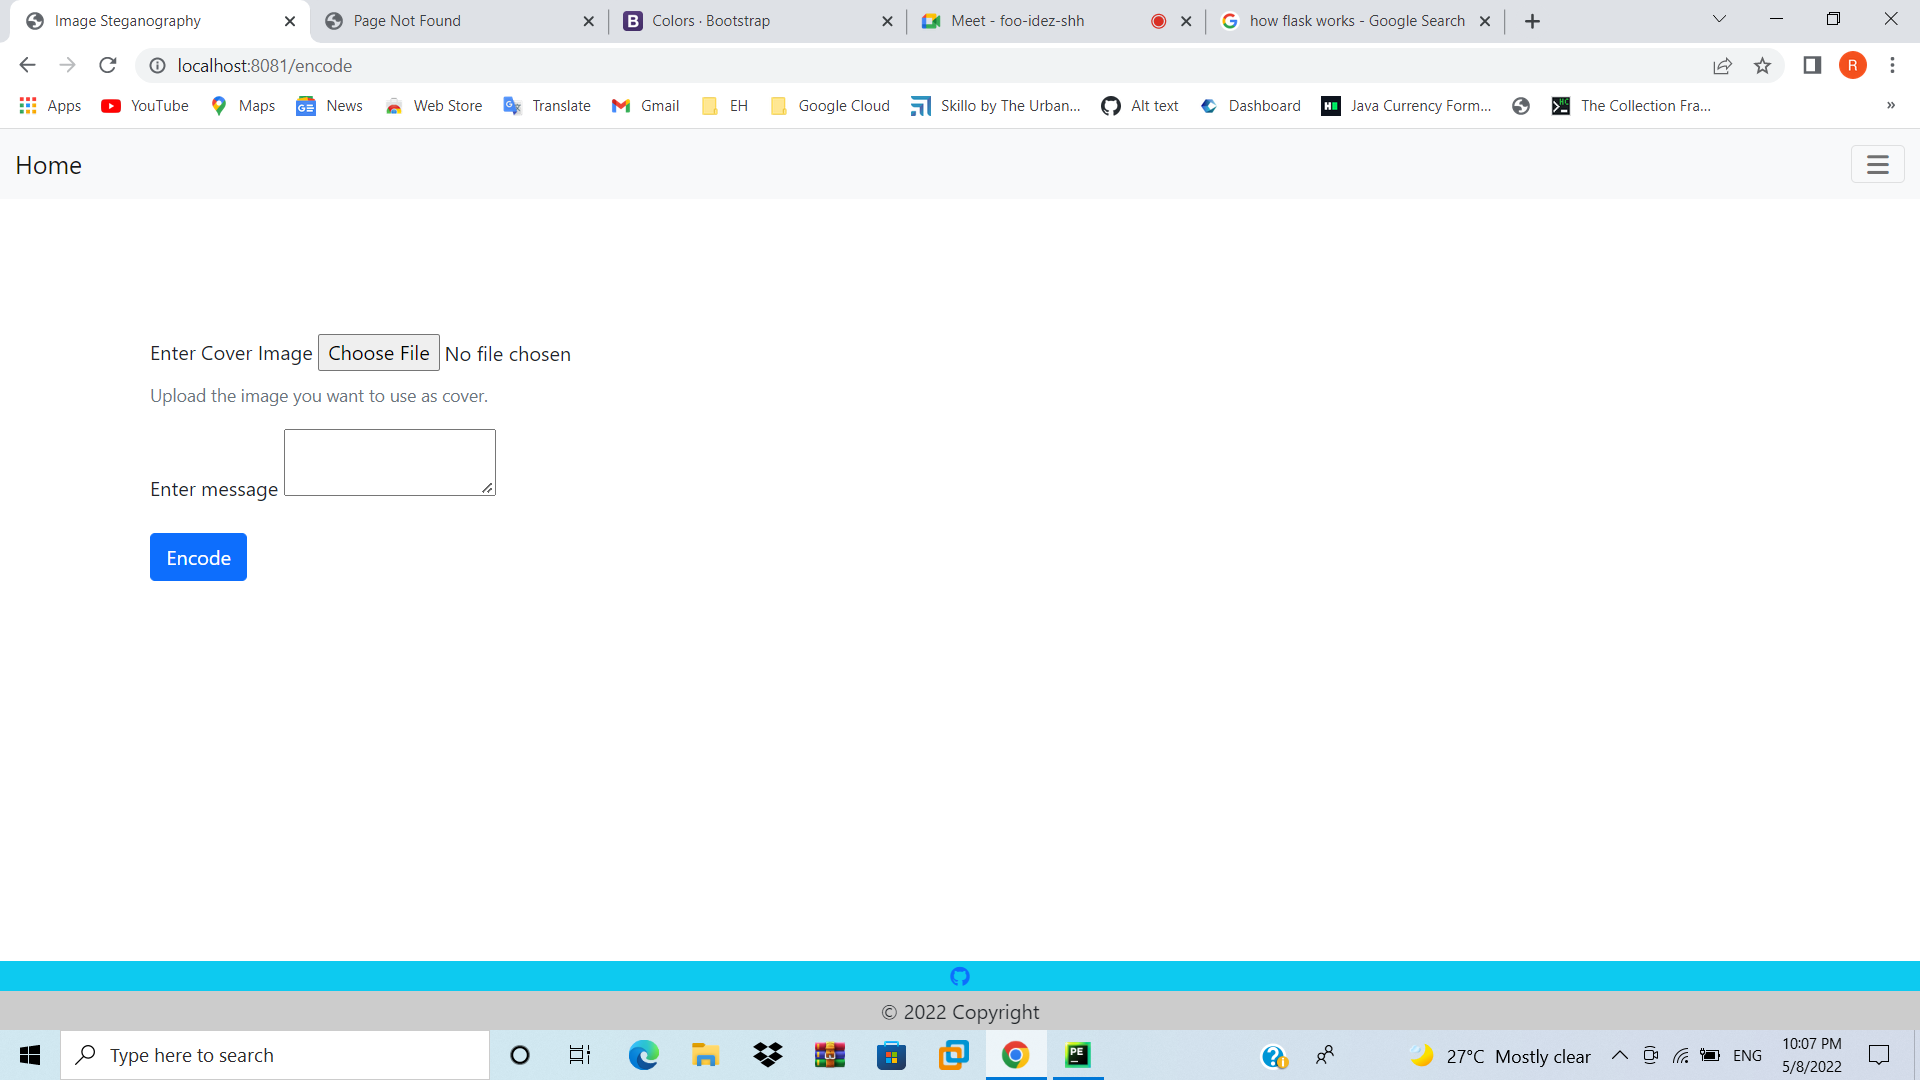 Image Steganography
Page Not Found
Colors · Bootstrap
Meet - foo-idez-shh
how flask works - Google Search
localhost:8081/encode
R
Apps YouTube Maps News Web Store Translate Gmail EH Google Cloud Skillo by The Urban... Alt text Dashboard Java Currency Form... The Collection Fra... »
Home
Enter Cover Image Choose File No file chosen
Upload the image you want to use as cover.
Enter message
Encode
© 2022 Copyright
Type here to search
PE
27°C Mostly clear
ENG
10:07 PM
5/8/2022